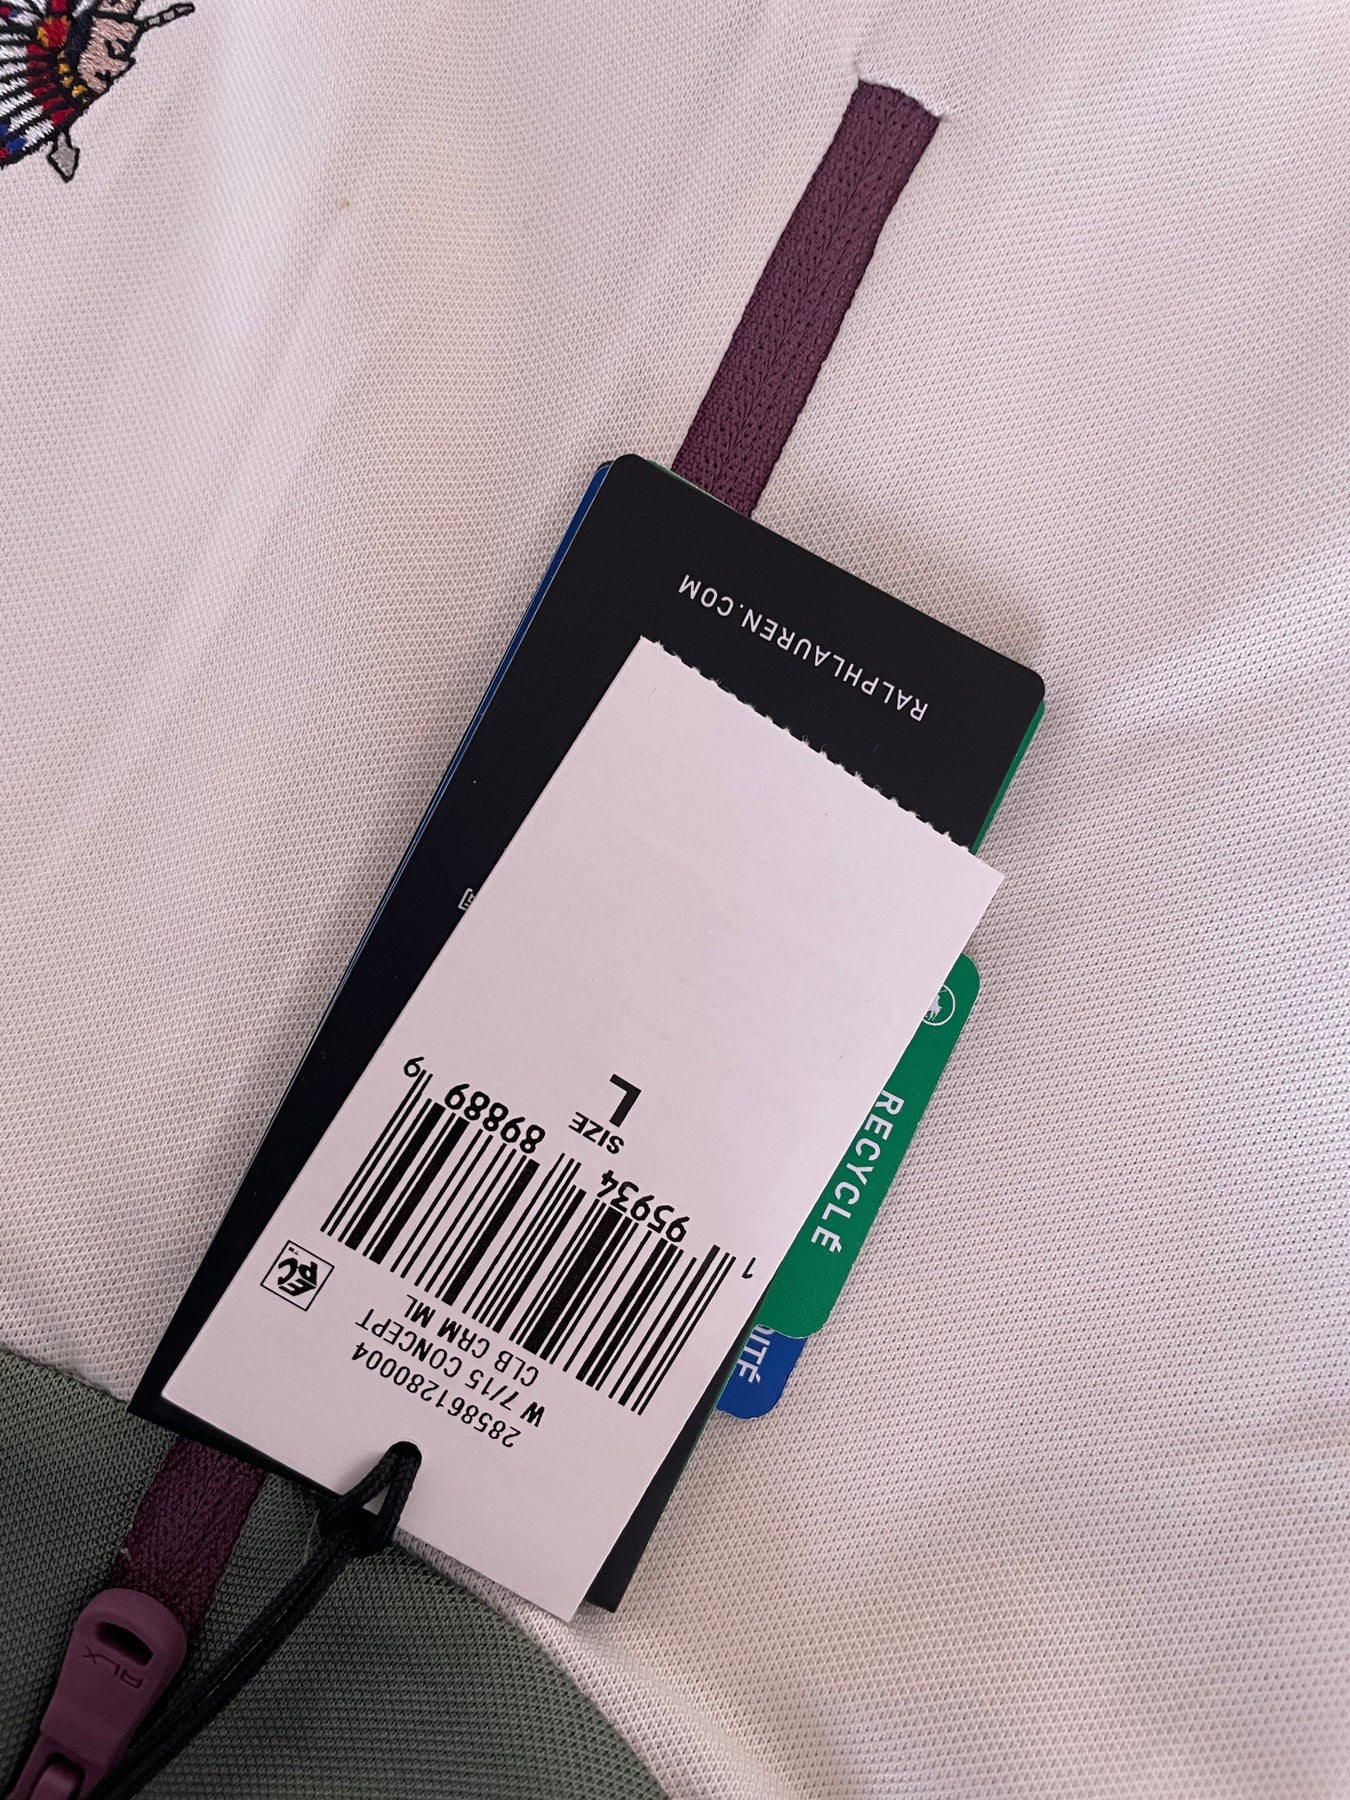 285861280004
W 7/15 CONCEPT
CLB CRM ML
1 95934 89889 9
SIZE
L
RALPHLAUREN.COM
RECYCLÉ
RLX